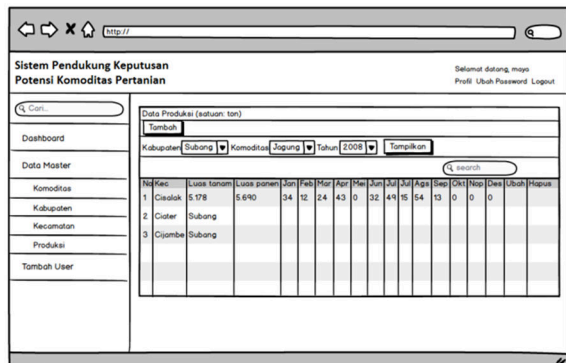 http://
Sistem Pendukung Keputusan
Potensi Komoditas Pertanian
Selamat datang, mayo
Profil Ubah Password Logout
Cari..
Dashboard
Data Master
Komoditas
Kabupaten
Kecamatan
Produksi
Tambah User
Data Produksi (satuan: ton)
Tambah
Kabupaten Subang Komoditas Jagung Tahun 2008 Tampilkan
search
No Kec Luas tanam Luas panen Jan Feb Mar Apr Mei Jun Jul Jul Ags Sep Okt Nop Des Ubah Hapus
1 Cisalak 5.178 5.690 34 12 24 43 0 32 49 15 54 13 0 0 0
2 Ciater Subang
3 Cijambe Subang